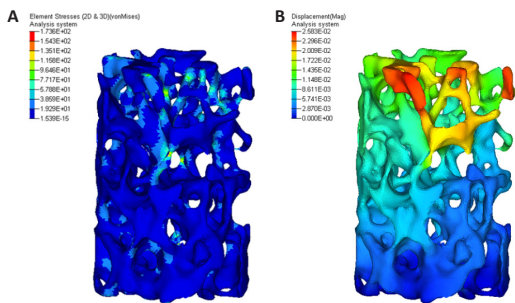 A
Element Stresses (2D & 3D)(vonMises)
Analysis system
1.736E+02
1.543E+02
1.351E+02
1.158E+02
9.646E+01
7.717E+01
5.788E+01
3.859E+01
1.929E+01
1.539E-15
B
Displacement(Mag)
Analysis system
2.583E-02
2.296E-02
2.009E-02
1.722E-02
1.435E-02
1.148E-02
8.611E-03
5.741E-03
2.870E-03
0.000E+00